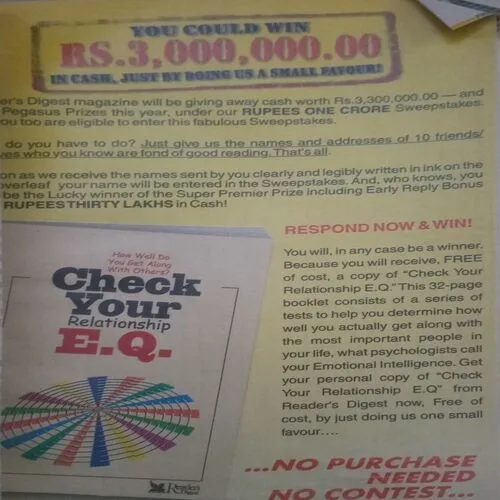 YOU COULD WIN
RS.3,000,000.00
IN CASH, JUST BY DOING US A SMALL FAVOUR!
er's Digest magazine will be giving away cash worth Rs.3,300,000.00 — and
Pegasus Prizes this year, under our RUPEES ONE CRORE Sweepstakes.
ou too are eligible to enter this fabulous Sweepstakes.
do you have to do? Just give us the names and addresses of 10 friends/
ves who you know are fond of good reading. That's all.
on as we receive the names sent by you clearly and legibly written in ink on the
overleaf your name will be entered in the Sweepstakes. And, who knows, you
be the Lucky winner of the Super Premier Prize including Early Reply Bonus
RUPEES THIRTY LAKHS in Cash!
RESPOND NOW & WIN!
You will, in any case be a winner.
Because you will receive, FREE
of cost, a copy of "Check Your
Relationship E.Q." This 32-page
booklet consists of a series of
tests to help you determine how
well you actually get along with
the most important people in
your life, what psychologists call
your Emotional Intelligence. Get
your personal copy of "Check
Your Relationship E.Q" from
Reader's Digest now, Free of
cost, by just doing us one small
favour....
...NO PURCHASE
NEEDED
NO CONTEST...
How Well Do
You Get Along
With Others?
Check
Your
Relationship
E.Q.
Reader's
Digest